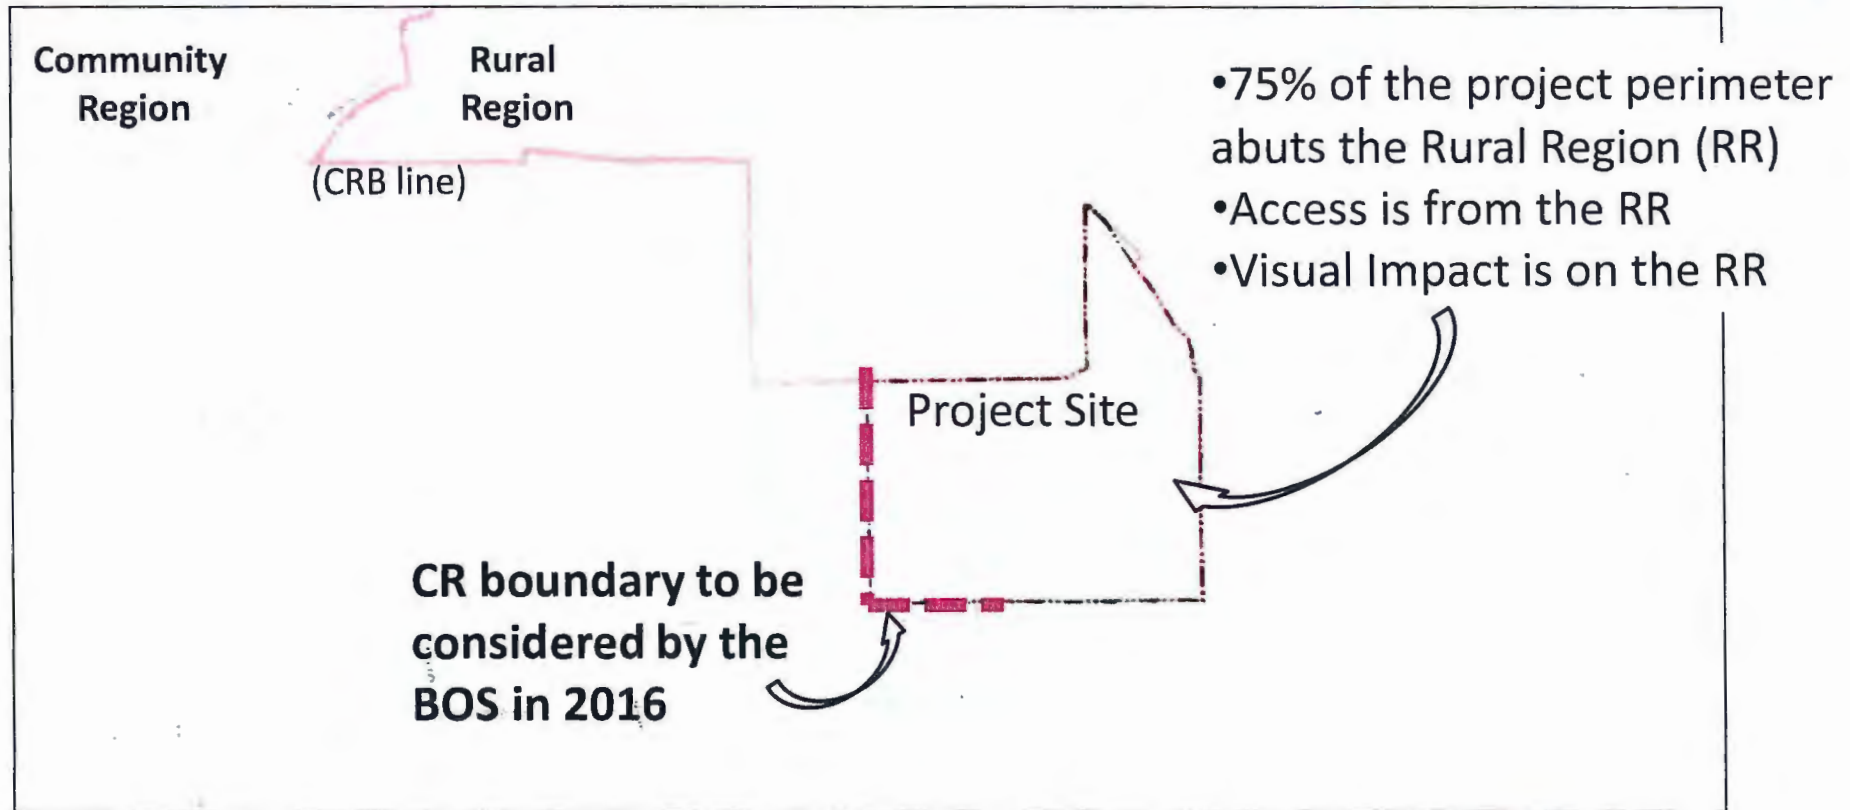 Community
Region
Rural
Region
(CRB line)
•75% of the project perimeter
abuts the Rural Region (RR)
•Access is from the RR
•Visual Impact is on the RR
Project Site
CR boundary to be
considered by the
BOS in 2016